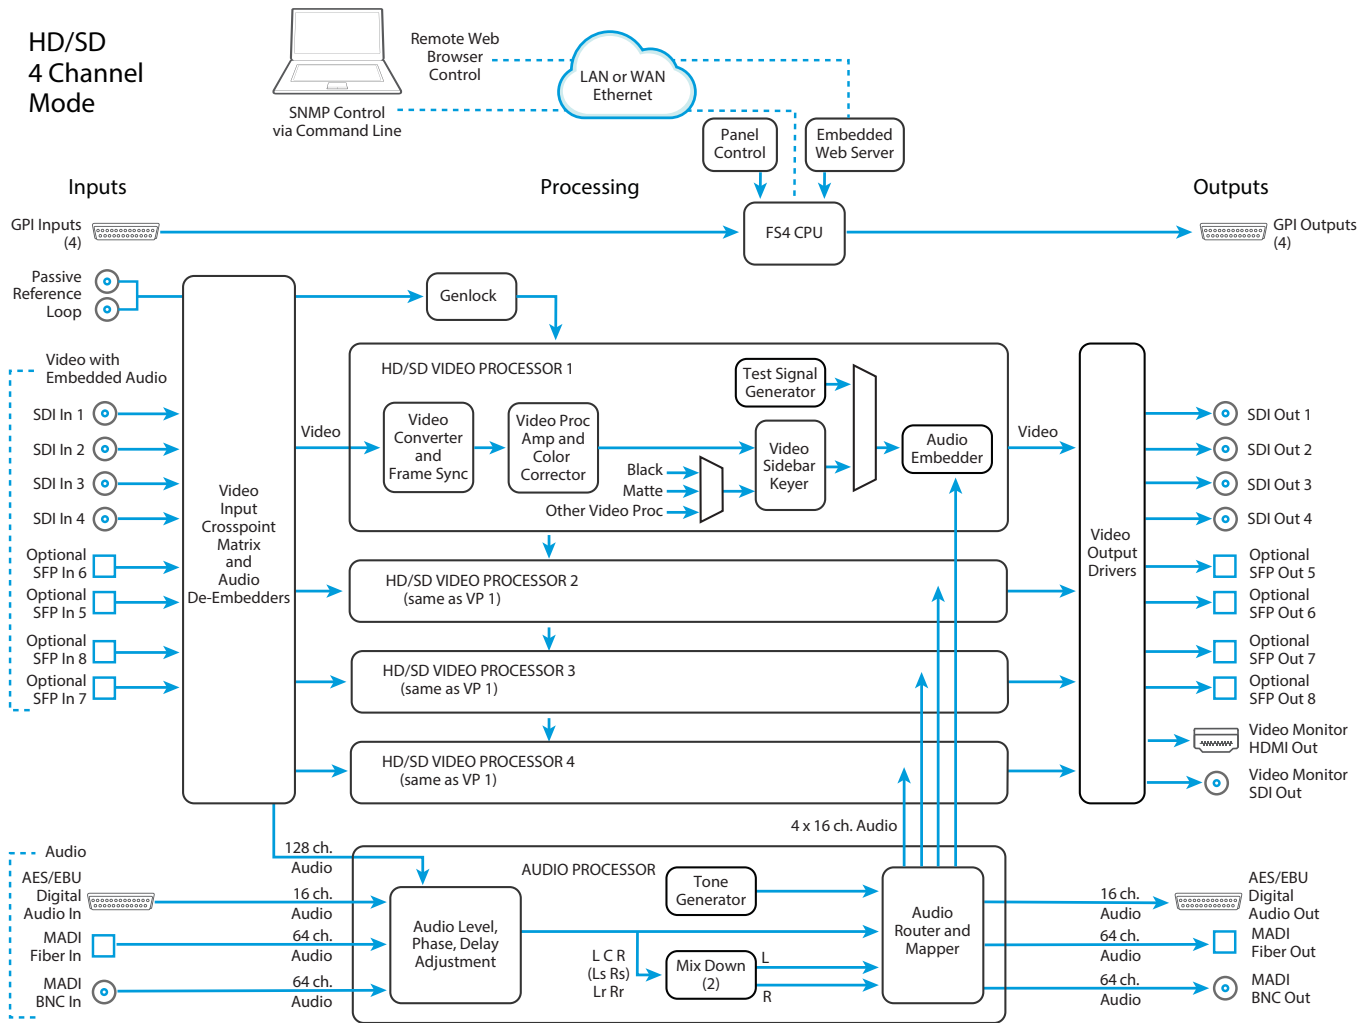 HD/SD
4 Channel
Mode
Remote Web
Browser
Control
SNMP Control
via Command Line
LAN or WAN
Ethernet
Panel
Control
Embedded
Web Server
Inputs
Processing
Outputs
GPI Inputs
(4)
FS4 CPU
GPI Outputs
(4)
Passive
Reference
Loop
Genlock
Video with
Embedded Audio
SDI In 1
SDI In 2
SDI In 3
SDI In 4
Optional
SFP In 6
Optional
SFP In 5
Optional
SFP In 8
Optional
SFP In 7
Video
Input
Crosspoint
Matrix
and
Audio
De-Embedders
Video
HD/SD VIDEO PROCESSOR 1
Video
Converter
and
Frame Sync
Video Proc
Amp and
Color
Corrector
Test Signal
Generator
Black
Matte
Other Video Proc
Video
Sidebar
Keyer
Audio
Embedder
Video
HD/SD VIDEO PROCESSOR 2
(same as VP 1)
HD/SD VIDEO PROCESSOR 3
(same as VP 1)
HD/SD VIDEO PROCESSOR 4
(same as VP 1)
Video
Output
Drivers
SDI Out 1
SDI Out 2
SDI Out 3
SDI Out 4
Optional
SFP Out 5
Optional
SFP Out 6
Optional
SFP Out 7
Optional
SFP Out 8
Video Monitor
HDMI Out
Video Monitor
SDI Out
4 x 16 ch. Audio
Audio
AES/EBU
Digital
Audio In
MADI
Fiber In
MADI
BNC In
128 ch.
Audio
16 ch.
Audio
64 ch.
Audio
64 ch.
Audio
AUDIO PROCESSOR
Audio Level,
Phase, Delay
Adjustment
Tone
Generator
L C R
(Ls Rs)
Lr Rr
Mix Down
(2)
L
R
Audio
Router and
Mapper
16 ch.
Audio
64 ch.
Audio
64 ch.
Audio
AES/EBU
Digital
Audio Out
MADI
Fiber Out
MADI
BNC Out